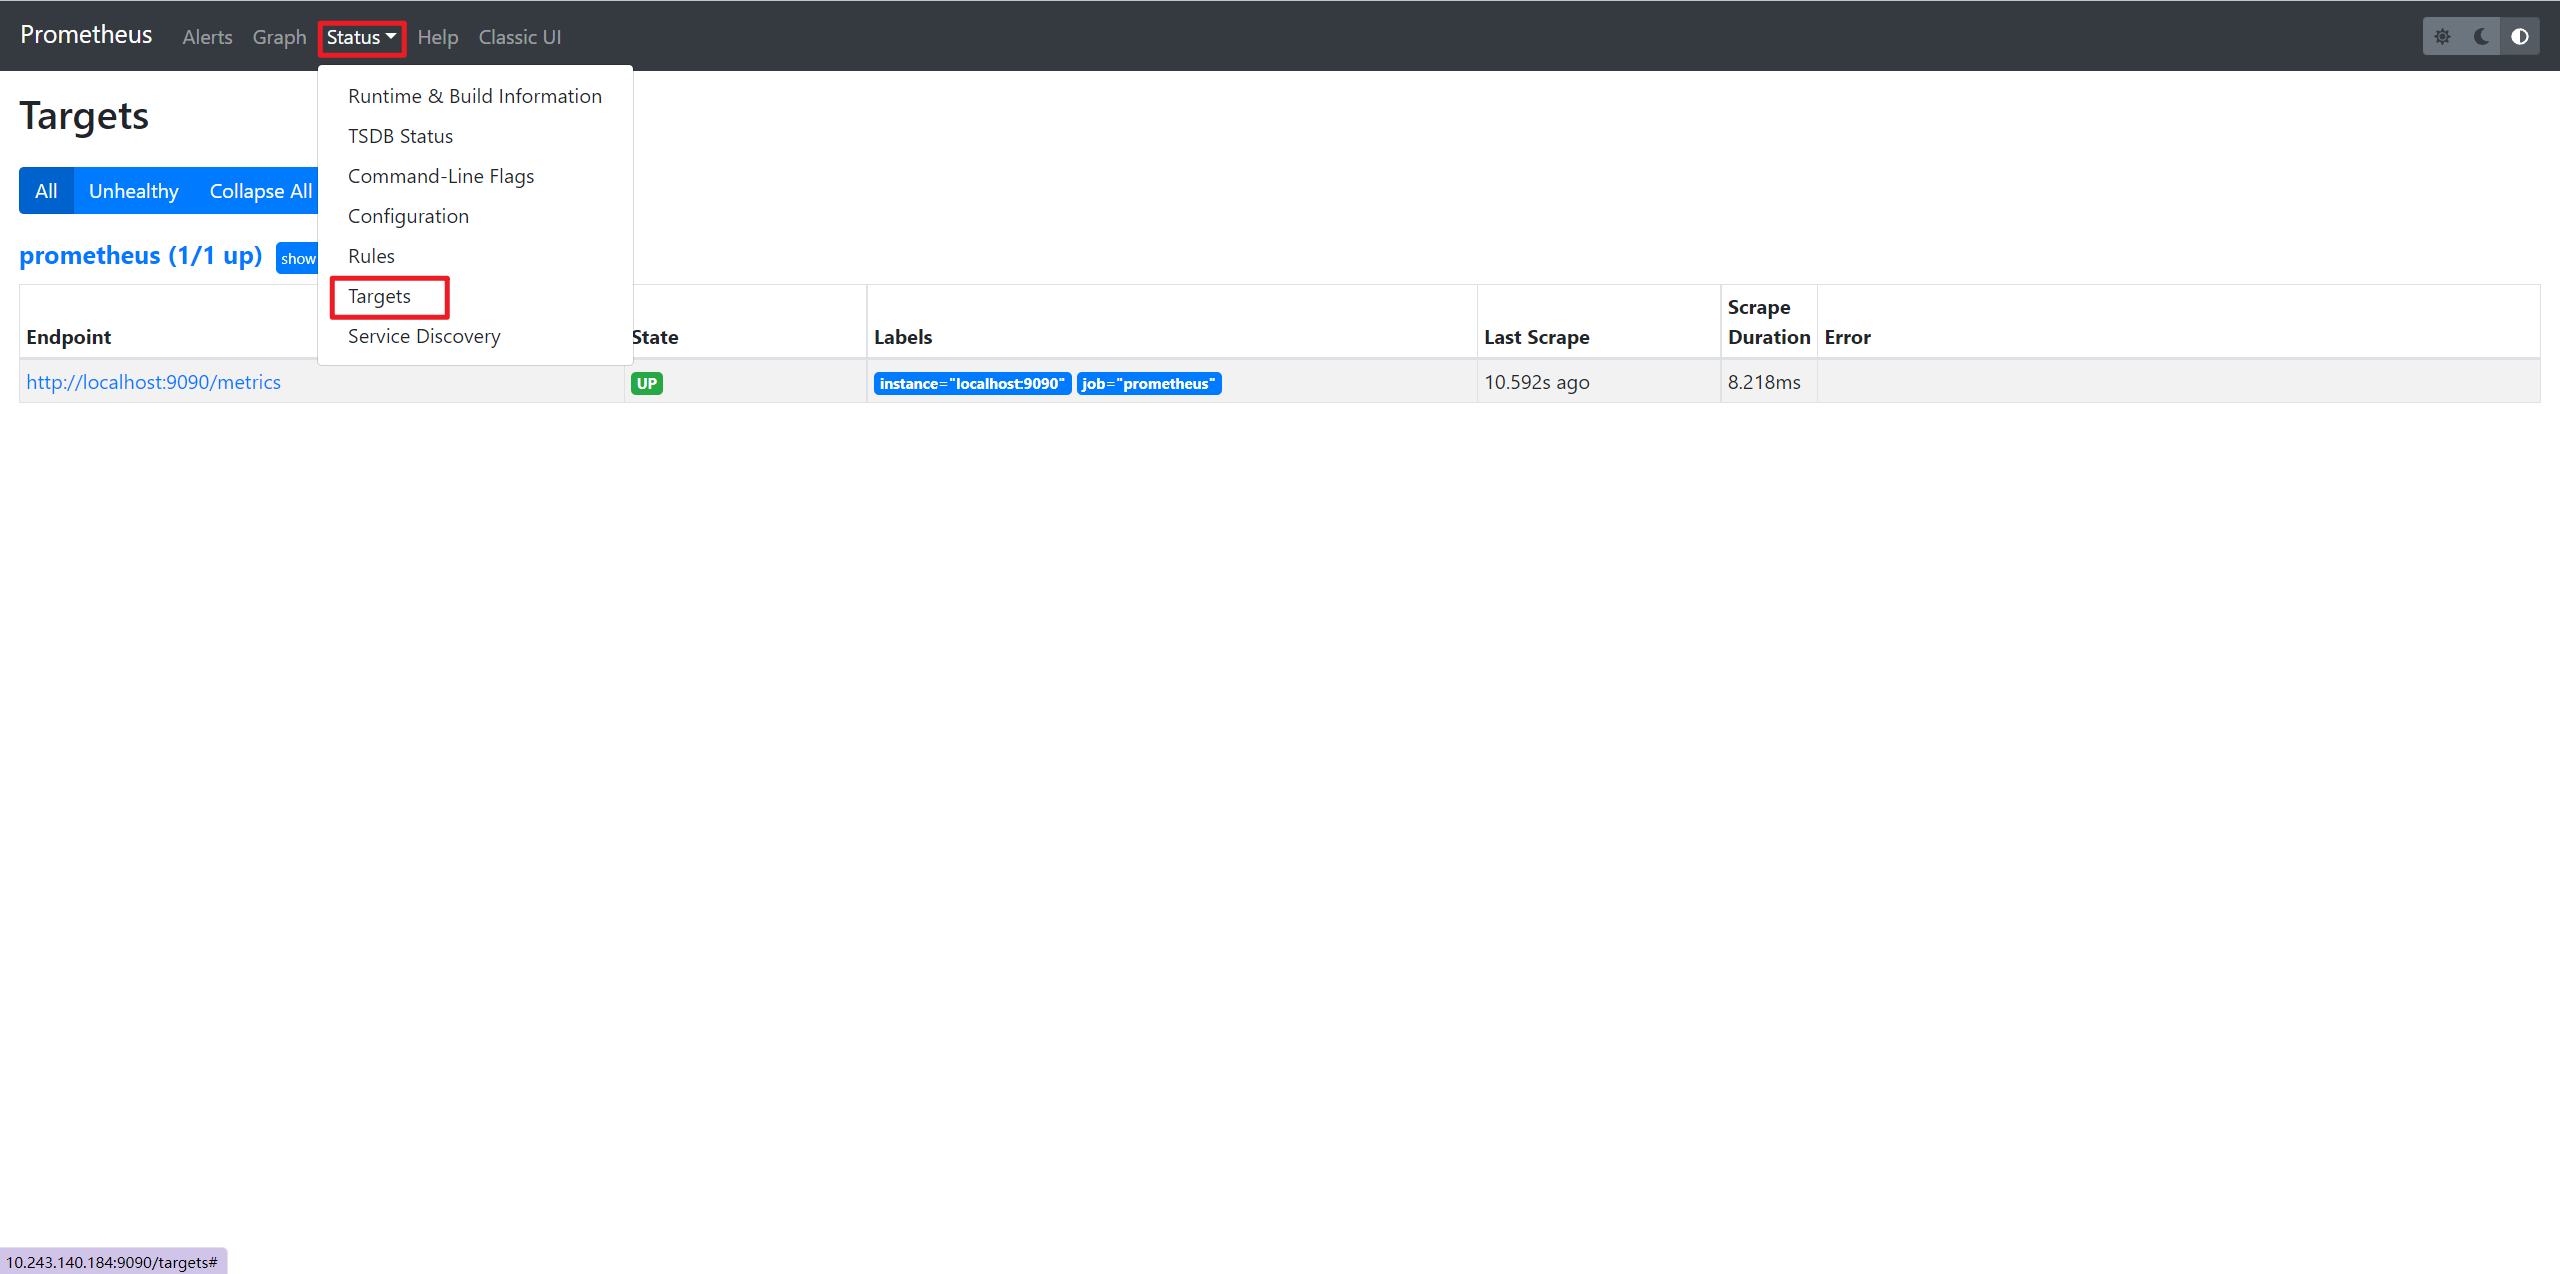 Prometheus Alerts Graph Status Help Classic UI
Runtime & Build Information
TSDB Status
Command-Line Flags
Configuration
Rules
Targets
Service Discovery
Targets
All Unhealthy Collapse All
prometheus (1/1 up) show
Endpoint State Labels Last Scrape Scrape Duration Error
http://localhost:9090/metrics UP instance="localhost:9090" job="prometheus" 10.592s ago 8.218ms
10.243.140.184:9090/targets#